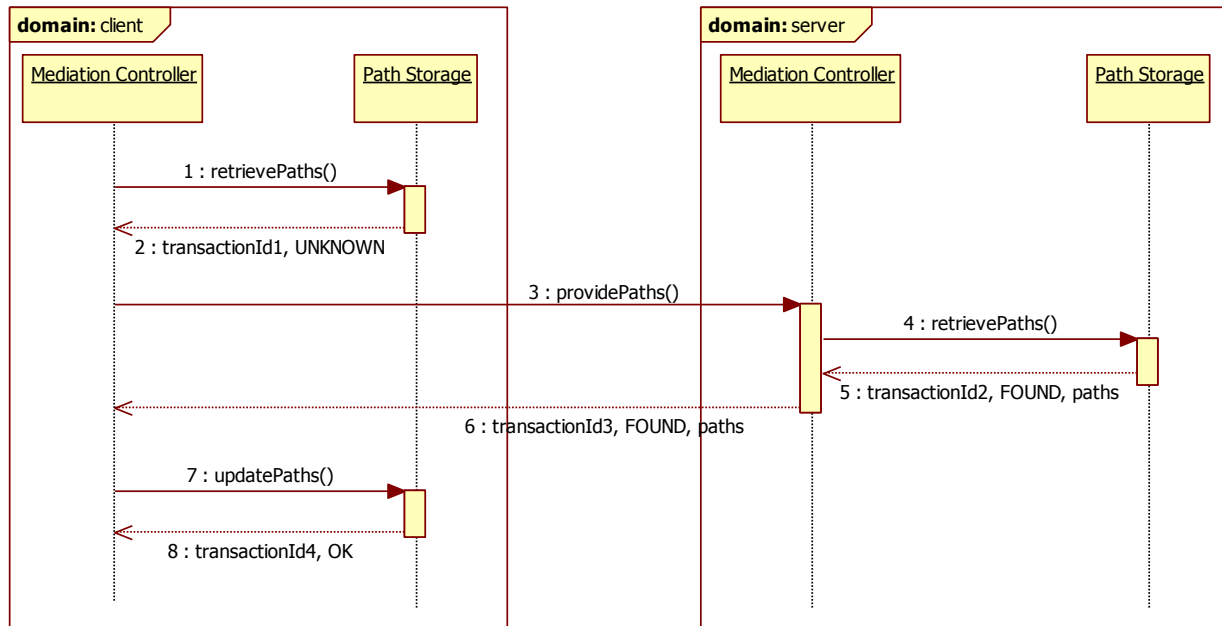 domain: client
domain: server
Mediation Controller
Path Storage
Mediation Controller
Path Storage
1 : retrievePaths()
2 : transactionId1, UNKNOWN
3 : providePaths()
4 : retrievePaths()
5 : transactionId2, FOUND, paths
6 : transactionId3, FOUND, paths
7 : updatePaths()
8 : transactionId4, OK